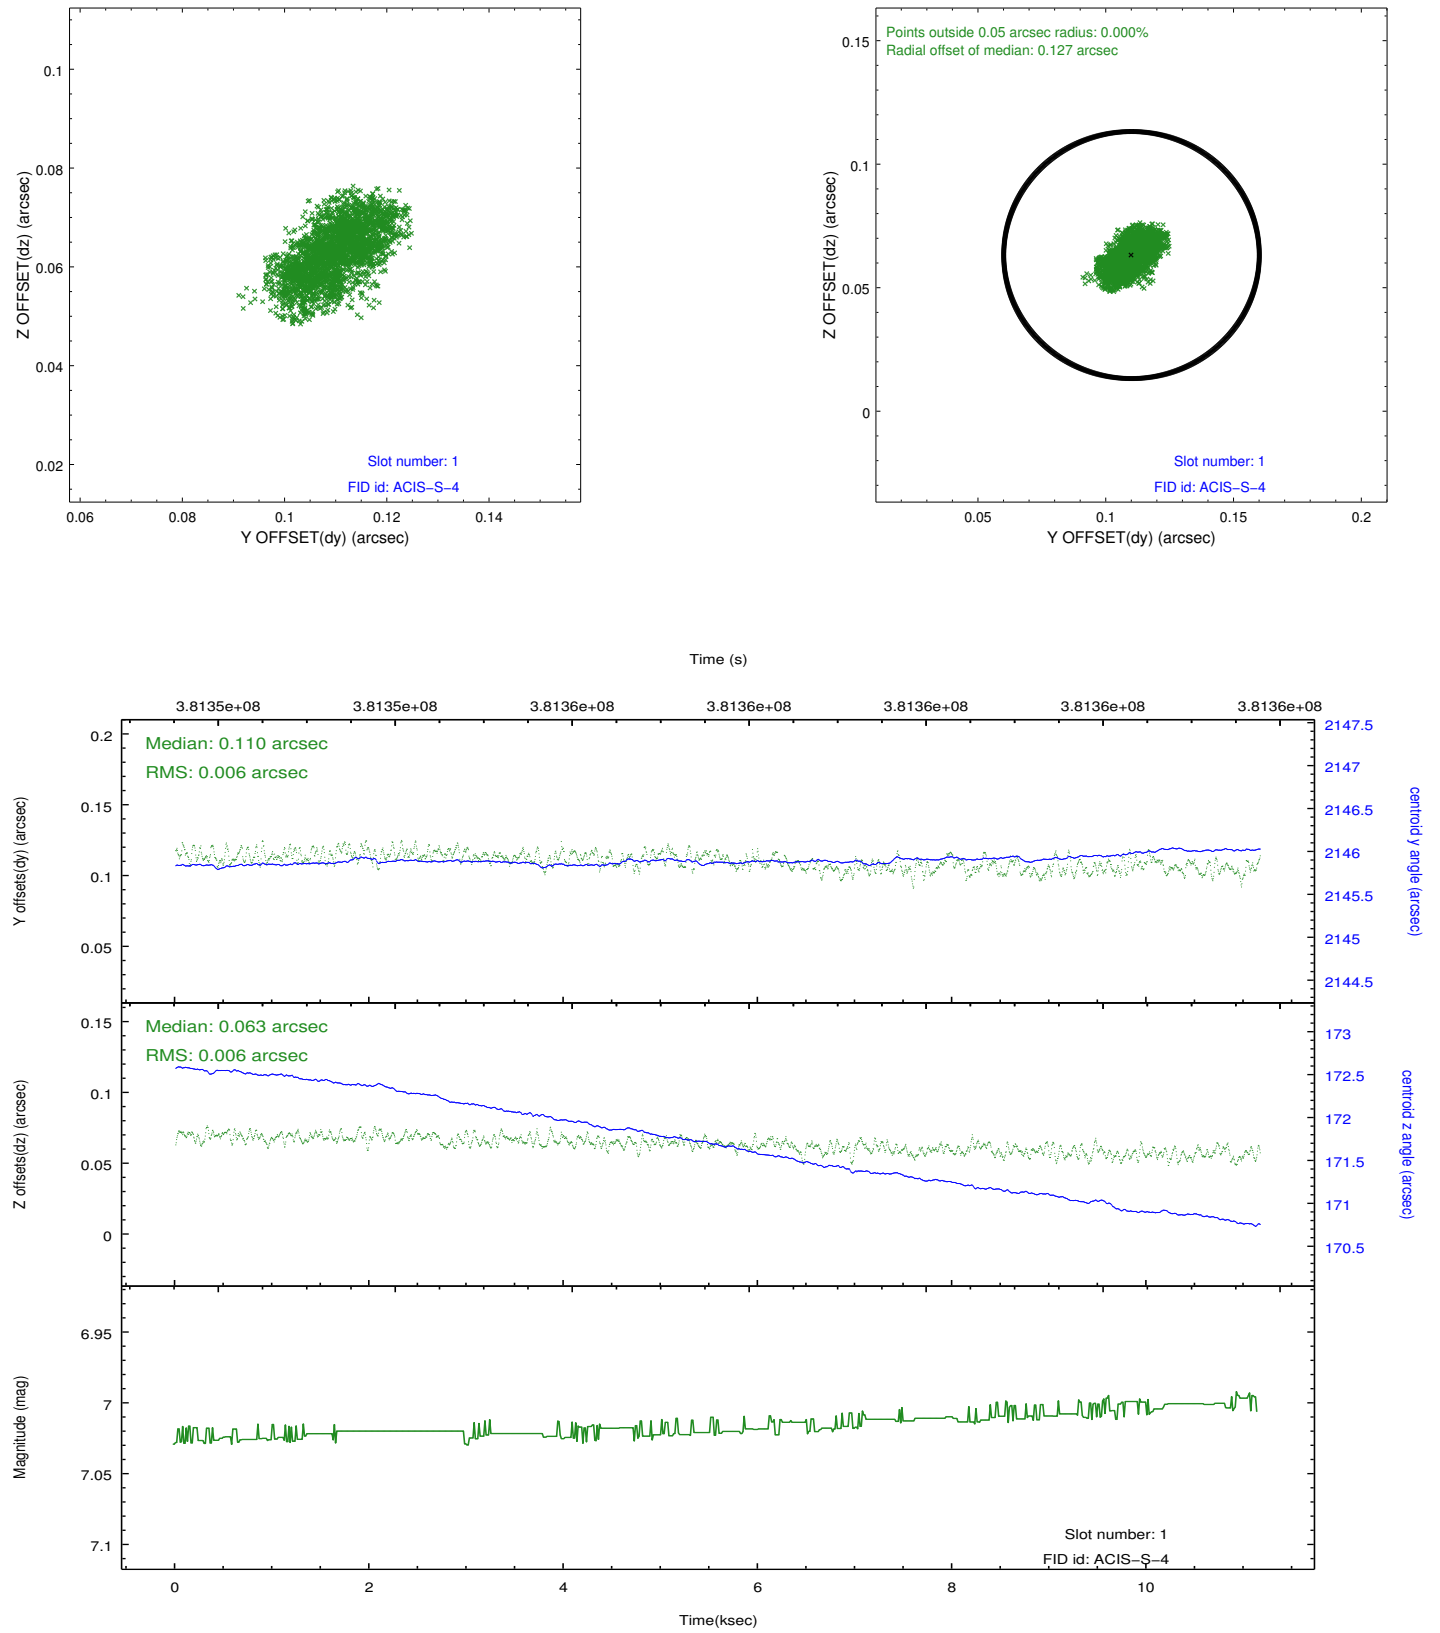 0.1
0.08
0.06
0.04
0.02
Z OFFSET(dz) (arcsec)
Slot number: 1
FID id: ACIS−S−4
0.06 0.08 0.1 0.12 0.14
Y OFFSET(dy) (arcsec)
Points outside 0.05 arcsec radius: 0.000%
Radial offset of median: 0.127 arcsec
0.15
0.1
0.05
0
Z OFFSET(dz) (arcsec)
Slot number: 1
FID id: ACIS−S−4
0.05 0.1 0.15 0.2
Y OFFSET(dy) (arcsec)
Time (s)
3.8135e+08 3.8135e+08 3.8136e+08 3.8136e+08 3.8136e+08 3.8136e+08 3.8136e+08
Median: 0.110 arcsec
RMS: 0.006 arcsec
0.2
0.15
0.1
0.05
Y offsets(dy) (arcsec)
2147.5
2147
2146.5
2146
2145.5
2145
2144.5
centroid y angle (arcsec)
Median: 0.063 arcsec
RMS: 0.006 arcsec
0.15
0.1
0.05
0
Z offsets(dz) (arcsec)
173
172.5
172
171.5
171
170.5
centroid z angle (arcsec)
6.95
7
7.05
7.1
Magnitude (mag)
Slot number: 1
FID id: ACIS−S−4
0 2 4 6 8 10
Time(ksec)